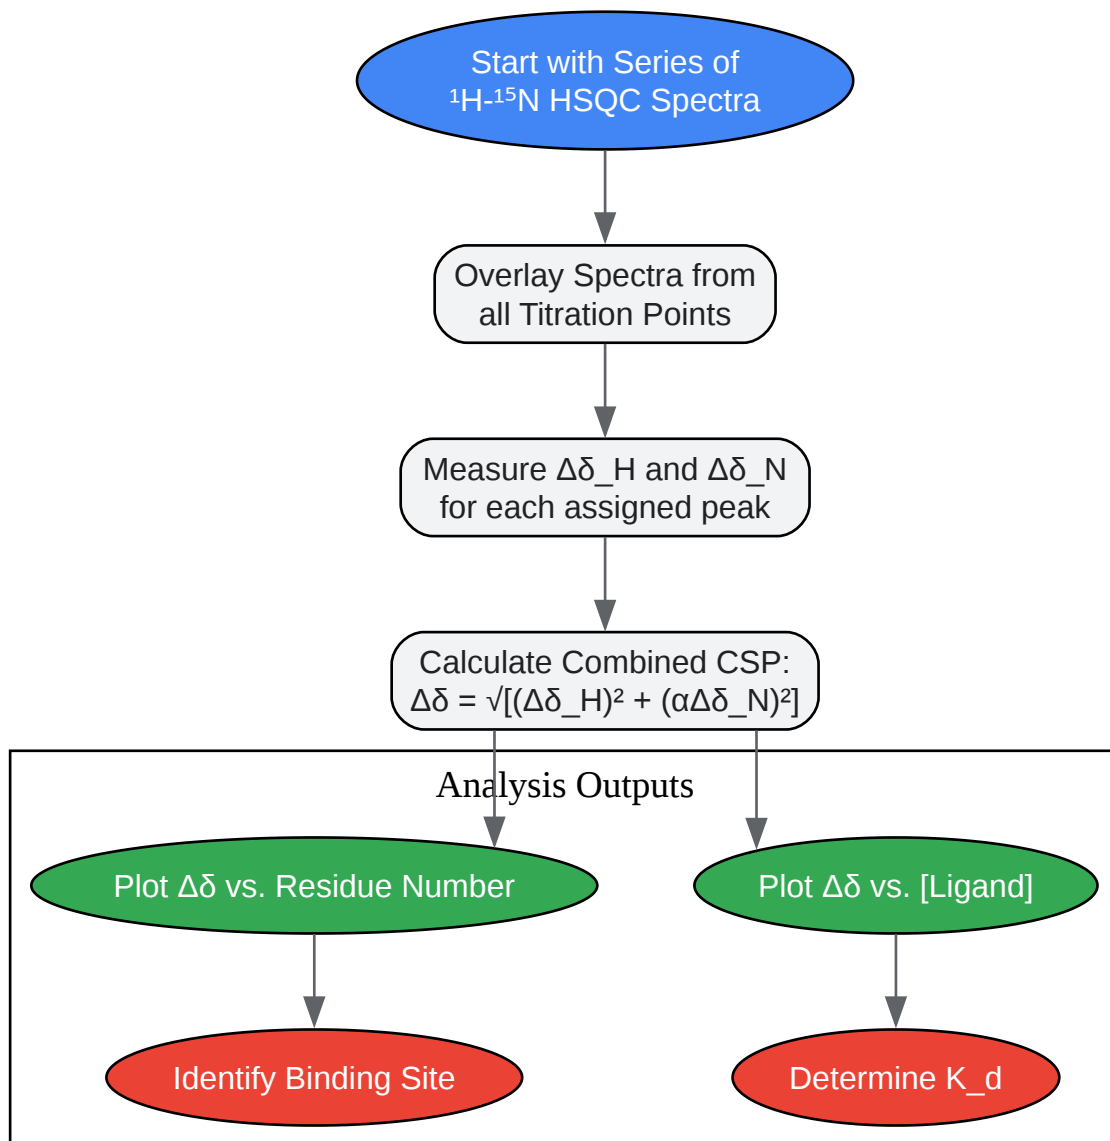 Start with Series of
¹H-¹⁵N HSQC Spectra
Overlay Spectra from
all Titration Points
Measure Δδ_H and Δδ_N
for each assigned peak
Calculate Combined CSP:
Δδ = √[(Δδ_H)² + (αΔδ_N)²]
Analysis Outputs
Plot Δδ vs. Residue Number
Plot Δδ vs. [Ligand]
Identify Binding Site
Determine K_d